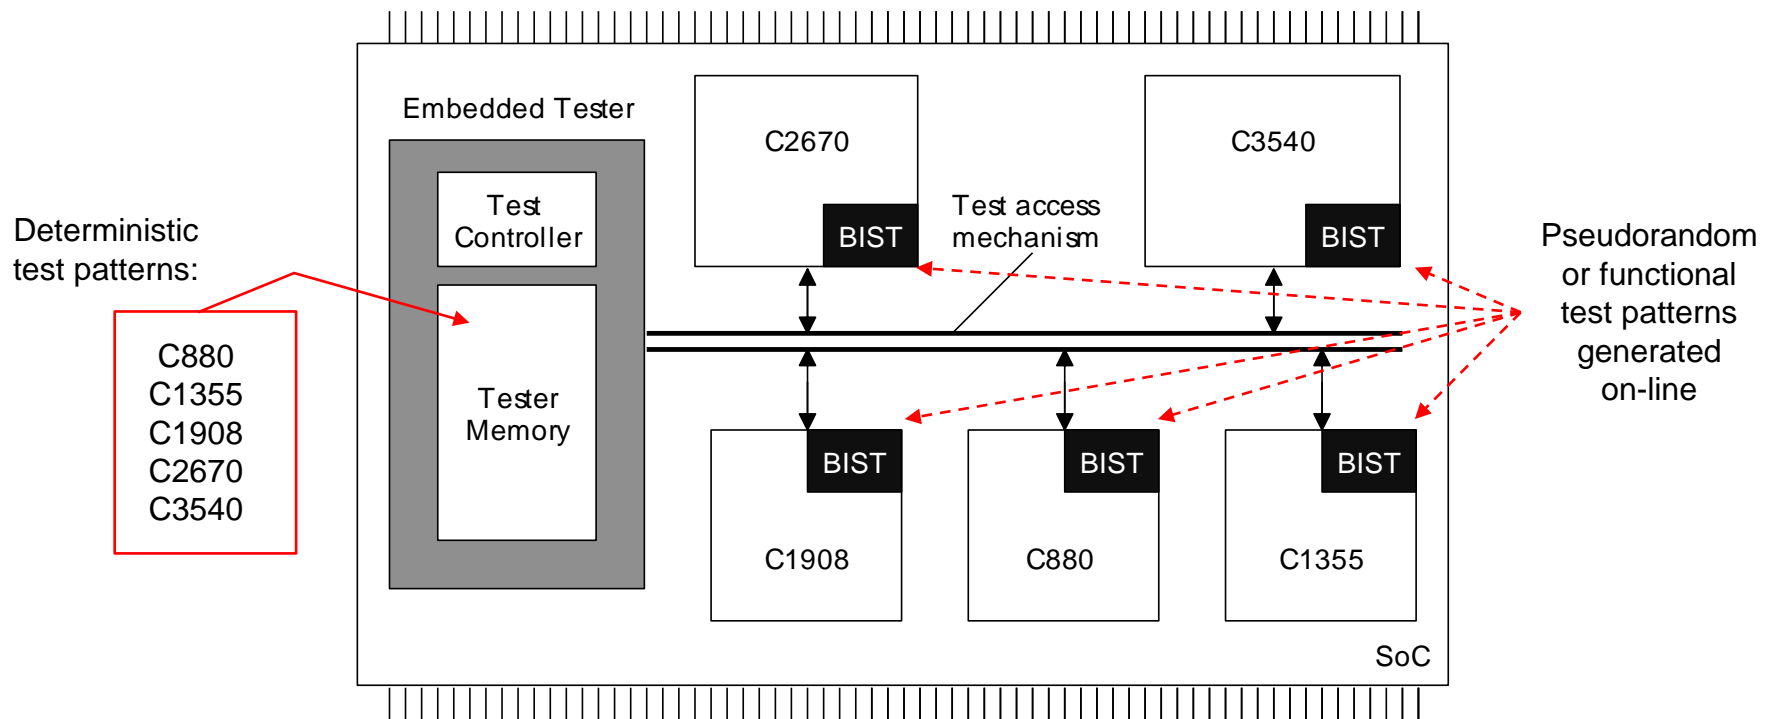 Embedded Tester
Test
Controller
Tester
Memory
Deterministic
test patterns:
C880
C1355
C1908
C2670
C3540
C2670
BIST
Test access
mechanism
C3540
BIST
Pseudorandom
or functional
test patterns
generated
on-line
BIST
C1908
BIST
C880
BIST
C1355
SoC